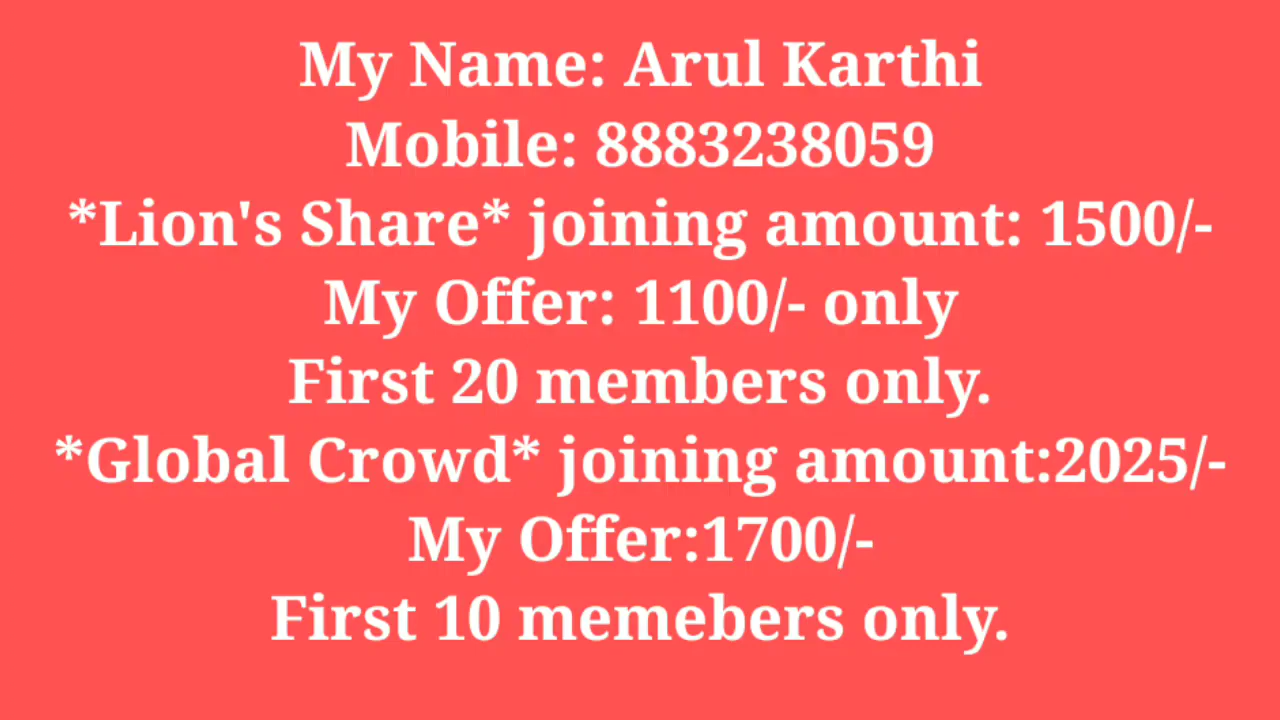 My Name: Arul Karthi
Mobile: 8883238059
*Lion's Share* joining amount: 1500/-
My Offer: 1100/- only
First 20 members only.
*Global Crowd* joining amount:2025/-
My Offer:1700/-
First 10 memebers only.